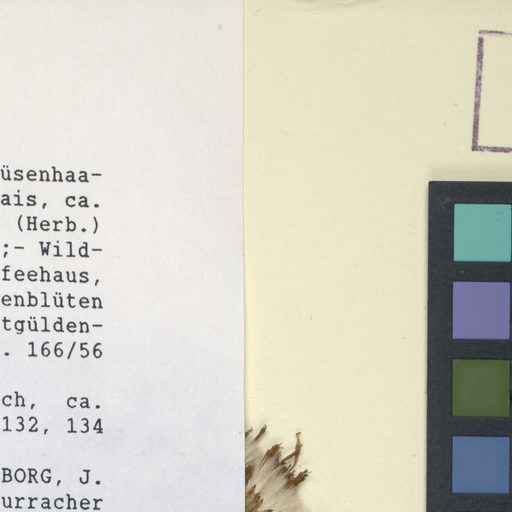 üsenhaa-
ais, ca.
(Herb.)
;- Wild-
feehaus,
enblüten
tgülden-
. 166/56
ch, ca.
132, 134
BORG, J.
urracher